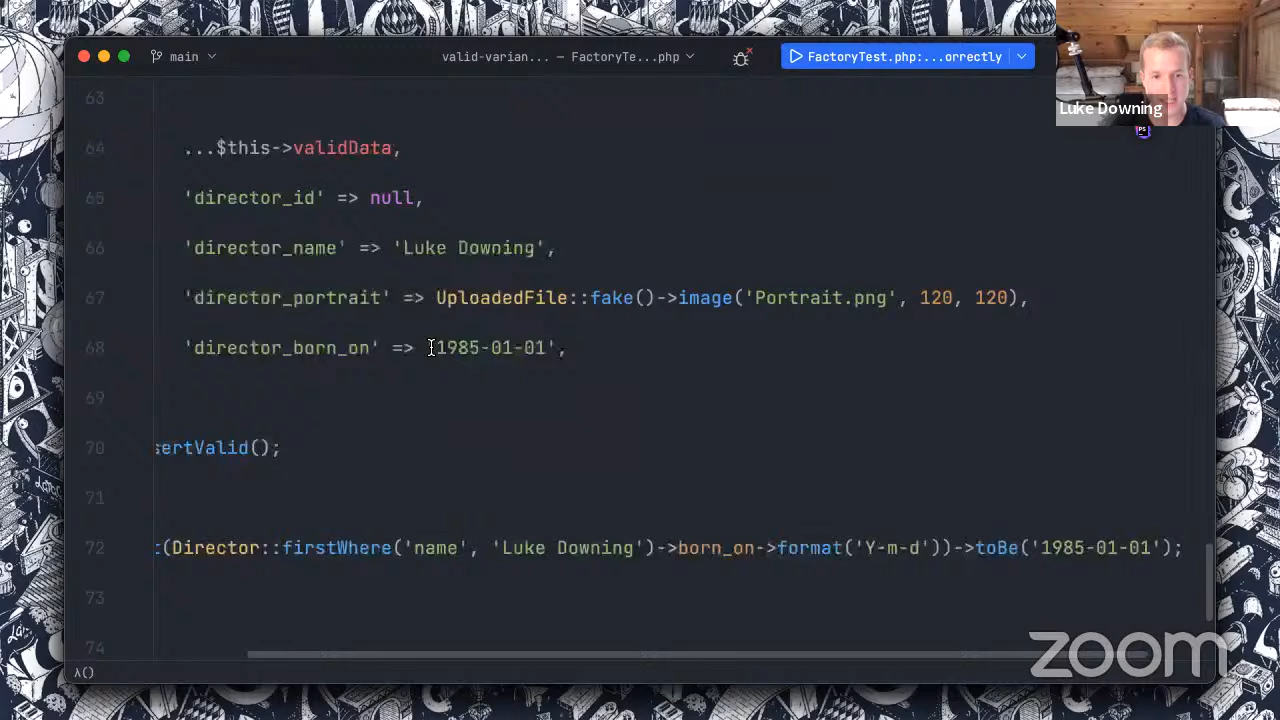 main
valid-varian... — FactoryTe...php
FactoryTest.php:...orrectly
Luke Downing
PS
63
64 ...$this->validData,
65 'director_id' => null,
66 'director_name' => 'Luke Downing',
67 'director_portrait' => UploadedFile::fake()->image('Portrait.png', 120, 120),
68 'director_born_on' => '1985-01-01',
69
70 sertValid();
71
72 t(Director::firstWhere('name', 'Luke Downing')->born_on->format('Y-m-d'))->toBe('1985-01-01');
73
74
λ()
zoom